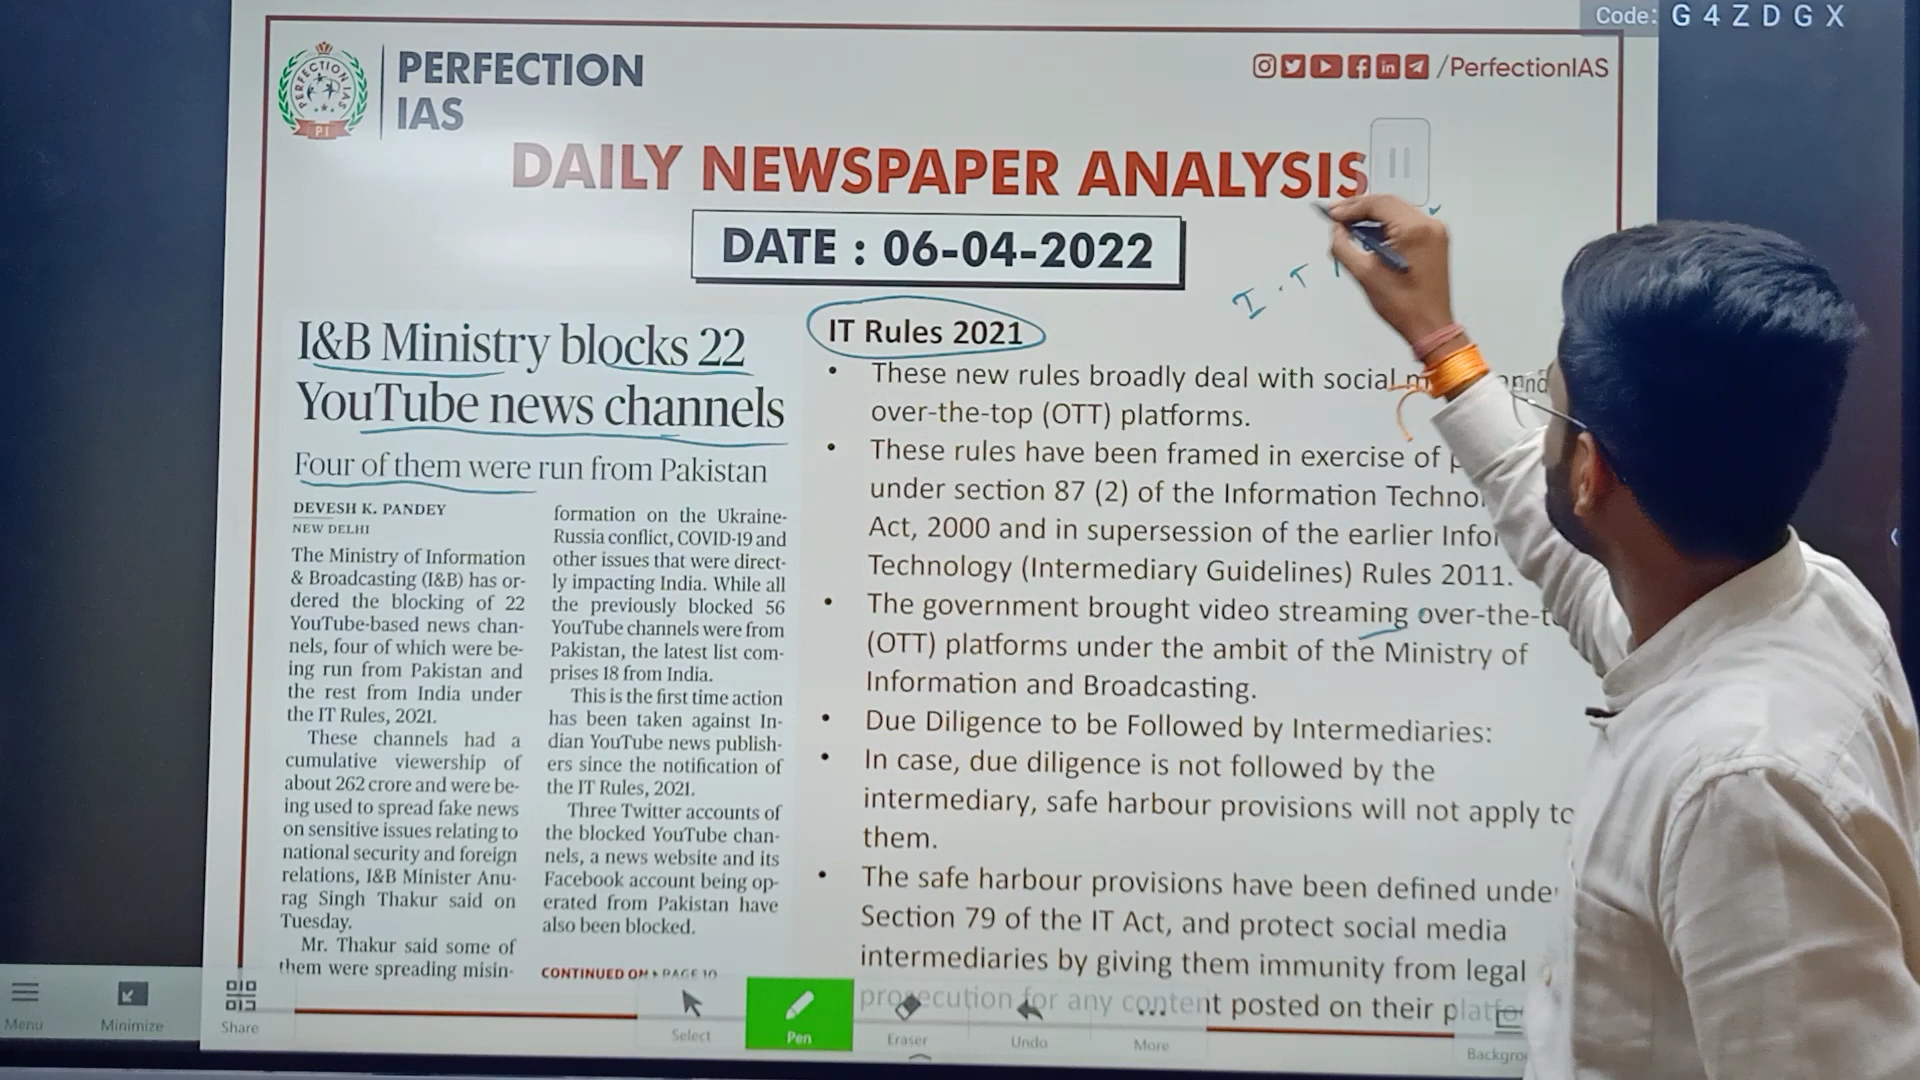 Code: G4ZDGX
PERFECTION
IAS
PERFECTION IAS
PI
/PerfectionIAS
DAILY NEWSPAPER ANALYSIS
DATE : 06-04-2022
I.T
I&B Ministry blocks 22
YouTube news channels
Four of them were run from Pakistan
DEVESH K. PANDEY
NEW DELHI
The Ministry of Information
& Broadcasting (I&B) has or-
dered the blocking of 22
YouTube-based news chan-
nels, four of which were be-
ing run from Pakistan and
the rest from India under
the IT Rules, 2021.
These channels had a
cumulative viewership of
about 262 crore and were be-
ing used to spread fake news
on sensitive issues relating to
national security and foreign
relations, I&B Minister Anu-
rag Singh Thakur said on
Tuesday.
Mr. Thakur said some of
them were spreading misin-
formation on the Ukraine-
Russia conflict, COVID-19 and
other issues that were direct-
ly impacting India. While all
the previously blocked 56
YouTube channels were from
Pakistan, the latest list com-
prises 18 from India.
This is the first time action
has been taken against In-
dian YouTube news publish-
ers since the notification of
the IT Rules, 2021.
Three Twitter accounts of
the blocked YouTube chan-
nels, a news website and its
Facebook account being op-
erated from Pakistan have
also been blocked.
CONTINUED ON PAGE 10
IT Rules 2021
• These new rules broadly deal with social and
over-the-top (OTT) platforms.
• These rules have been framed in exercise of
under section 87 (2) of the Information Techno
Act, 2000 and in supersession of the earlier Infor
Technology (Intermediary Guidelines) Rules 2011.
• The government brought video streaming over-the-t
(OTT) platforms under the ambit of the Ministry of
Information and Broadcasting.
• Due Diligence to be Followed by Intermediaries:
• In case, due diligence is not followed by the
intermediary, safe harbour provisions will not apply to
them.
• The safe harbour provisions have been defined unde
Section 79 of the IT Act, and protect social media
intermediaries by giving them immunity from legal
prosecution for any content posted on their platfo
Menu
Minimize
Share
Select
Pen
Eraser
Undo
More
Backgro